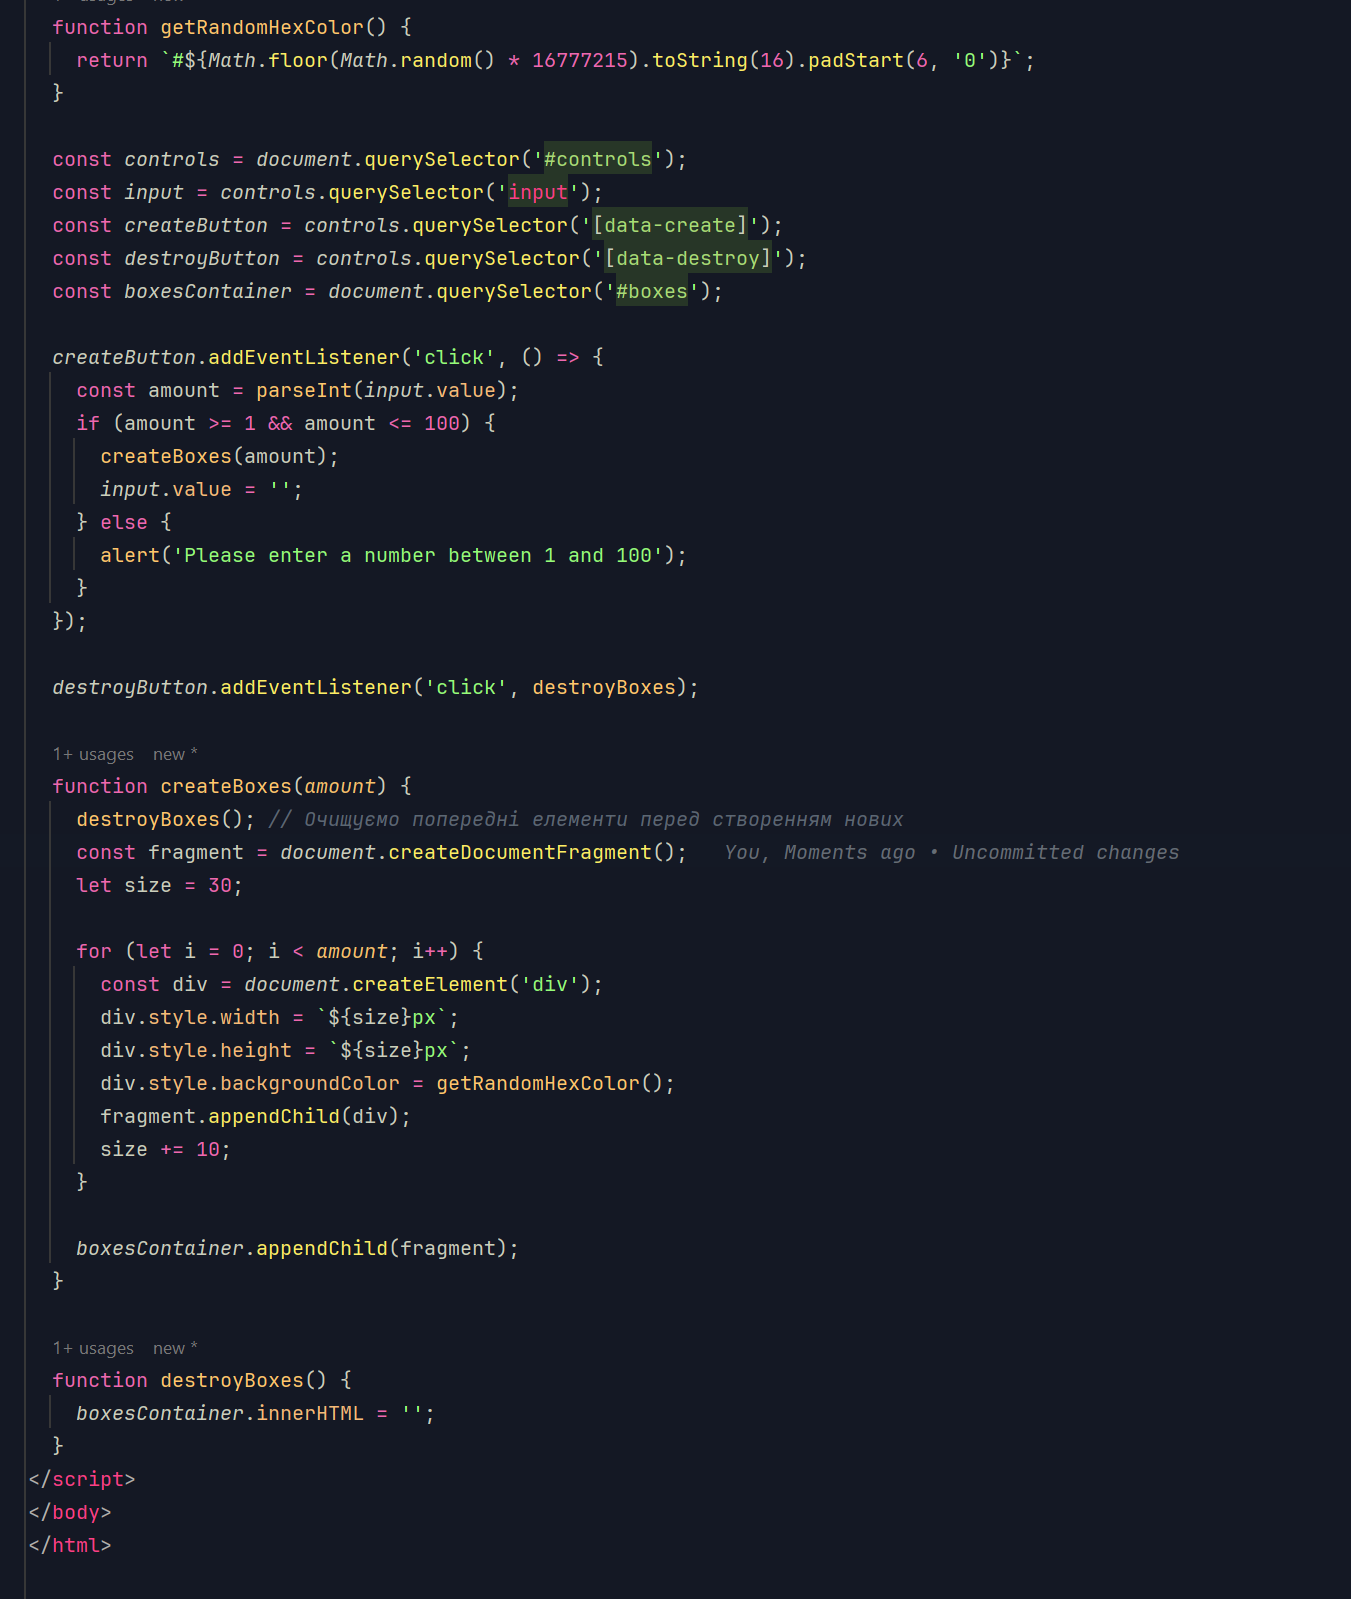 function getRandomHexColor() {
return `#${Math.floor(Math.random() * 16777215).toString(16).padStart(6, '0')}`;
}
const controls = document.querySelector('#controls');
const input = controls.querySelector('input');
const createButton = controls.querySelector('[data-create]');
const destroyButton = controls.querySelector('[data-destroy]');
const boxesContainer = document.querySelector('#boxes');
createButton.addEventListener('click', () => {
const amount = parseInt(input.value);
if (amount >= 1 && amount <= 100) {
createBoxes(amount);
input.value = '';
} else {
alert('Please enter a number between 1 and 100');
}
});
destroyButton.addEventListener('click', destroyBoxes);
1+ usages new *
function createBoxes(amount) {
destroyBoxes(); // Очищуємо попередні елементи перед створенням нових
const fragment = document.createDocumentFragment(); You, Moments ago • Uncommitted changes
let size = 30;
for (let i = 0; i < amount; i++) {
const div = document.createElement('div');
div.style.width = `${size}px`;
div.style.height = `${size}px`;
div.style.backgroundColor = getRandomHexColor();
fragment.appendChild(div);
size += 10;
}
boxesContainer.appendChild(fragment);
}
1+ usages new *
function destroyBoxes() {
boxesContainer.innerHTML = '';
}
</script>
</body>
</html>